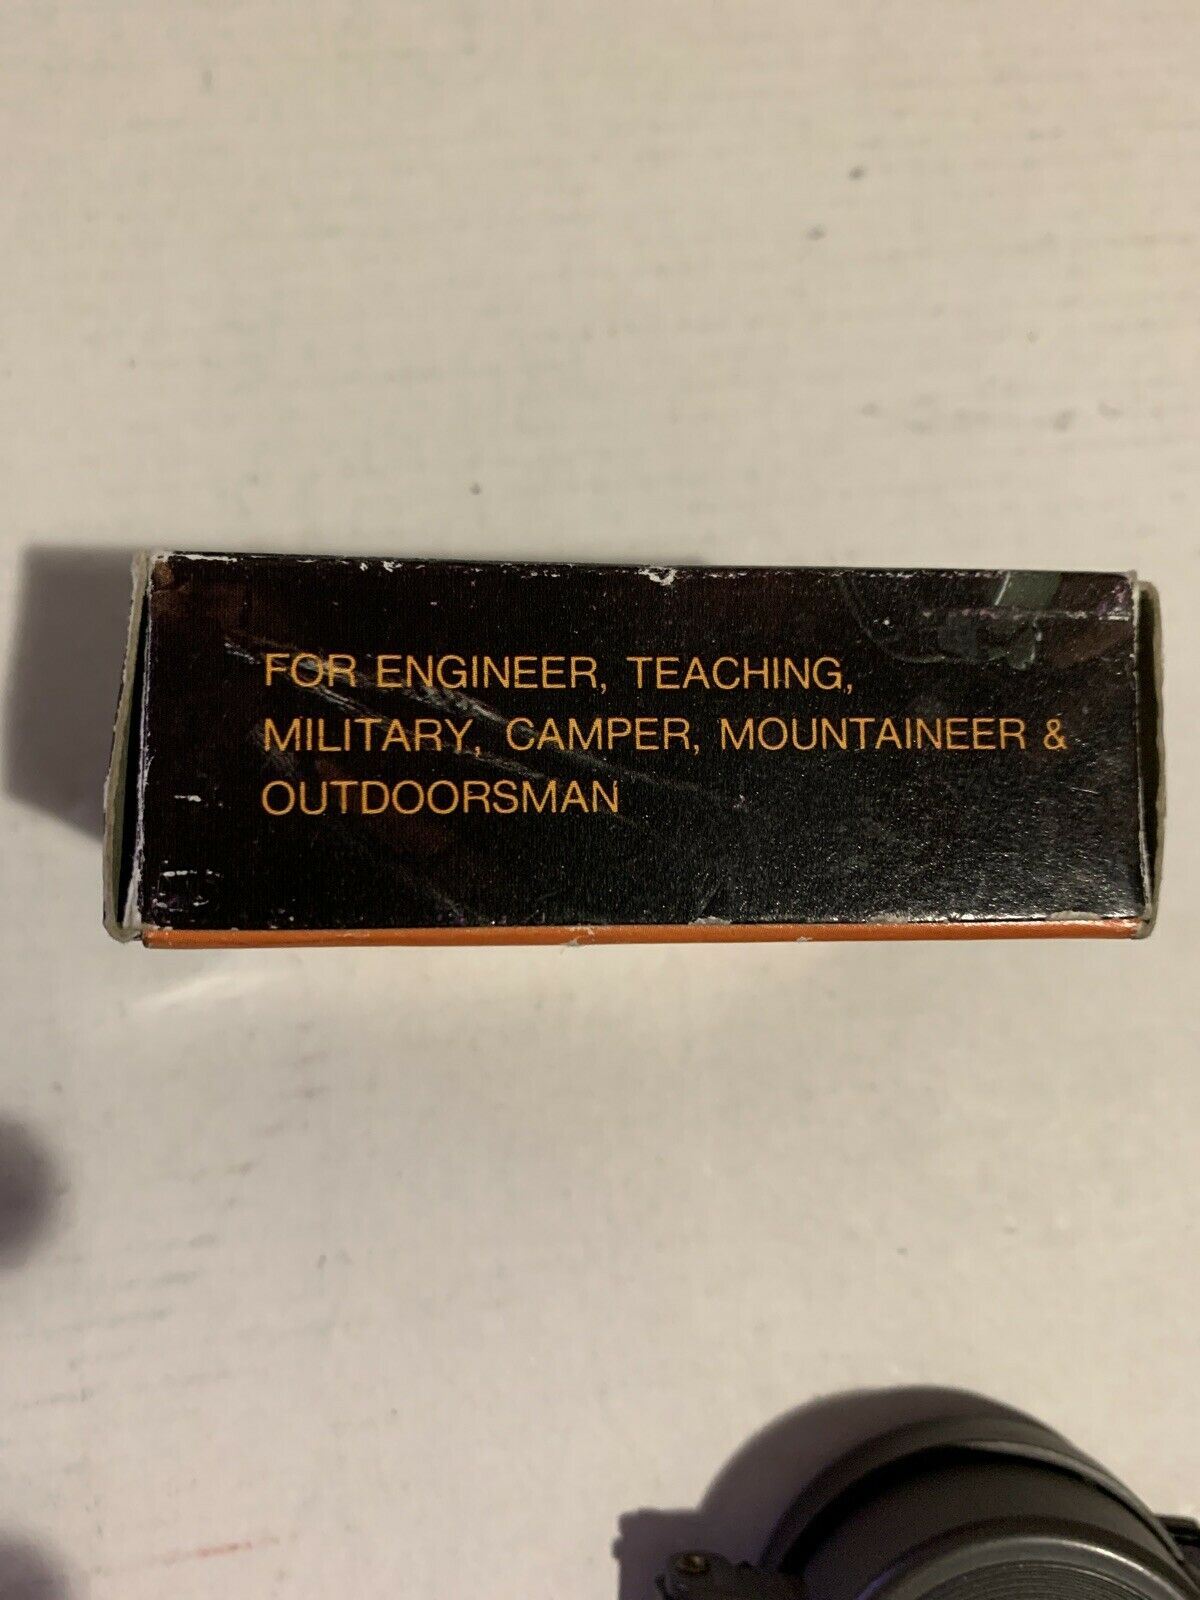 FOR ENGINEER, TEACHING,
MILITARY, CAMPER, MOUNTAINEER &
OUTDOORSMAN